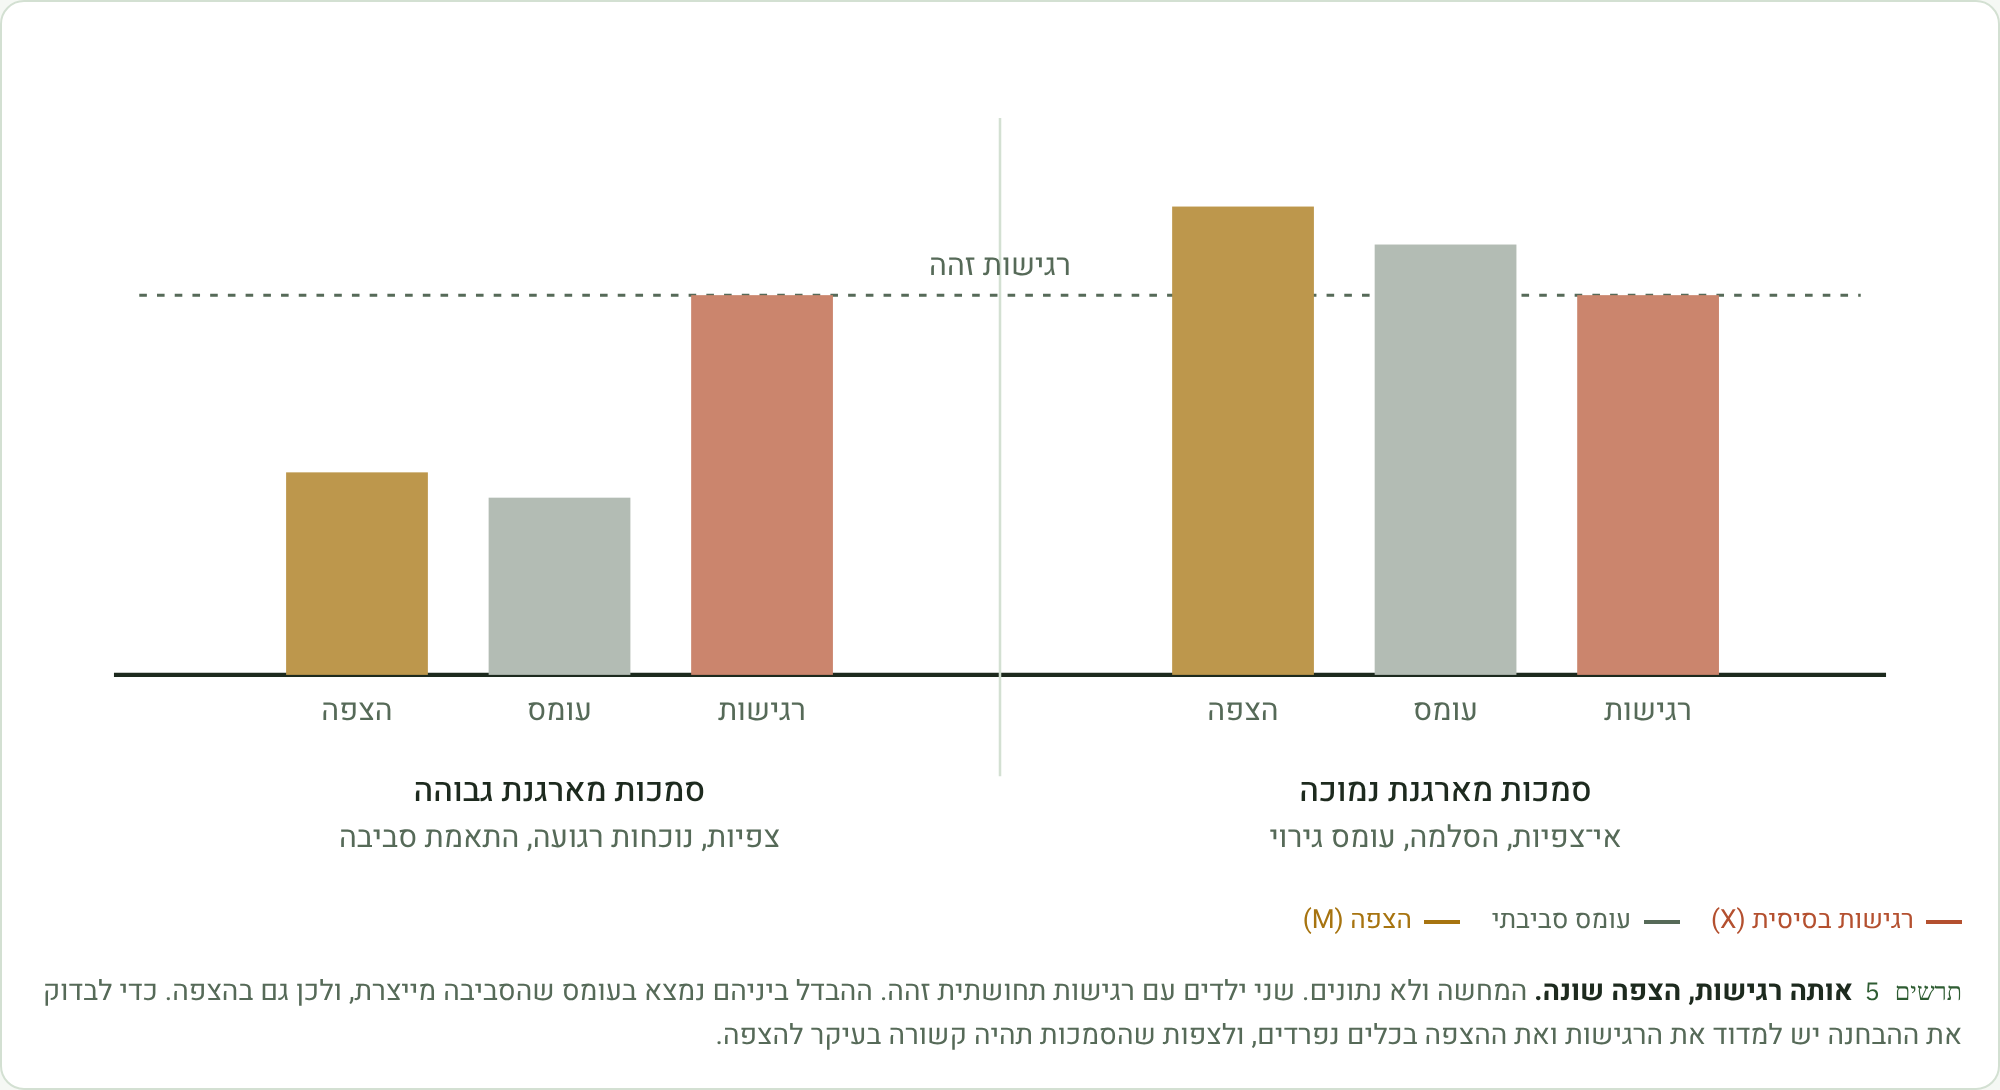 רגישות זהה
רגישות
עומס
הצפה
רגישות
עומס
הצפה
סמכות מארגנת נמוכה
אי־צפיות, הסלמה, עומס גירוי
סמכות מארגנת גבוהה
צפיות, נוכחות רגועה, התאמת סביבה
רגישות בסיסית (X)
עומס סביבתי
הצפה (M)
תרשים 5 אותה רגישות, הצפה שונה. המחשה ולא נתונים. שני ילדים עם רגישות תחושתית זהה. ההבדל ביניהם נמצא בעומס שהסביבה מייצרת, ולכן גם בהצפה. כדי לבדוק
את ההבחנה יש למדוד את הרגישות ואת ההצפה בכלים נפרדים, ולצפות שהסמכות תהיה קשורה בעיקר להצפה.